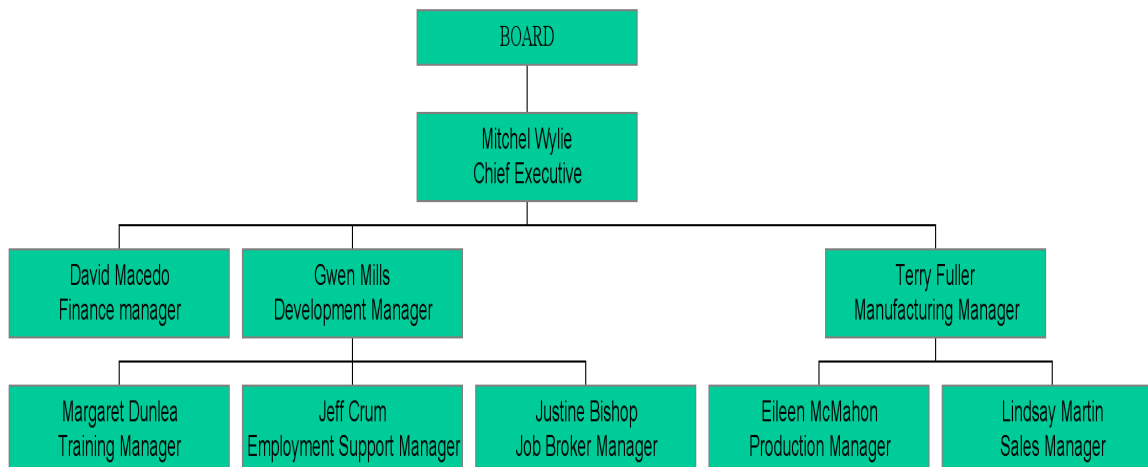 BOARD
Mitchel Wylie
Chief Executive
David Macedo
Finance manager
Gwen Mills
Development Manager
Terry Fuller
Manufacturing Manager
Margaret Dunlea
Training Manager
Jeff Crum
Employment Support Manager
Justine Bishop
Job Broker Manager
Eileen McMahon
Production Manager
Lindsay Martin
Sales Manager